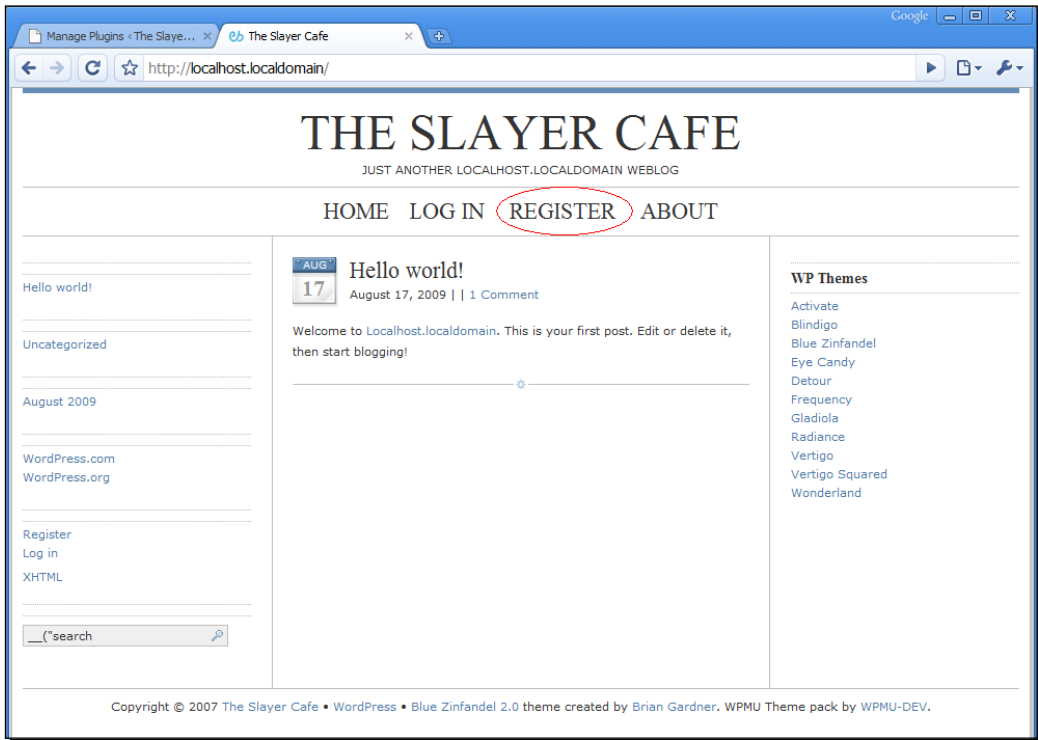 Google
Manage Plugins ‹ The Slaye...
The Slayer Cafe
http://localhost.localdomain/
THE SLAYER CAFE
JUST ANOTHER LOCALHOST.LOCALDOMAIN WEBLOG
HOME LOG IN REGISTER ABOUT
Hello world!
Uncategorized
August 2009
WordPress.com
WordPress.org
Register
Log in
XHTML
__("search
AUG
17
Hello world!
August 17, 2009 | | 1 Comment
Welcome to Localhost.localdomain. This is your first post. Edit or delete it,
then start blogging!
WP Themes
Activate
Blindigo
Blue Zinfandel
Eye Candy
Detour
Frequency
Gladiola
Radiance
Vertigo
Vertigo Squared
Wonderland
Copyright © 2007 The Slayer Cafe • WordPress • Blue Zinfandel 2.0 theme created by Brian Gardner. WPMU Theme pack by WPMU-DEV.